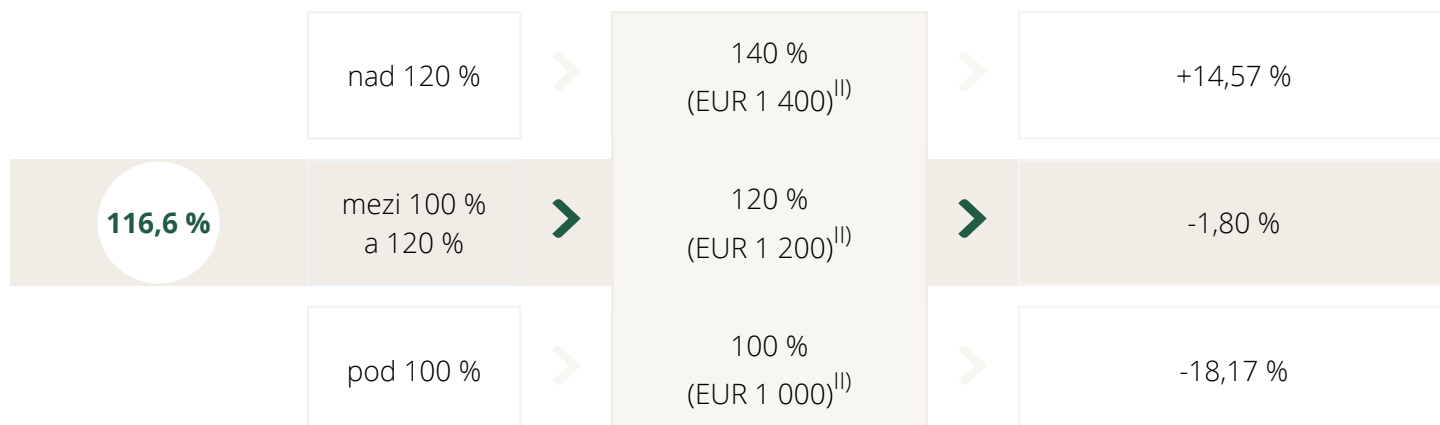 nad 120 %
140 %
(EUR 1 400)II)
+14,57 %
116,6 %
mezi 100 %
a 120 %
120 %
(EUR 1 200)II)
-1,80 %
pod 100 %
100 %
(EUR 1 000)II)
-18,17 %